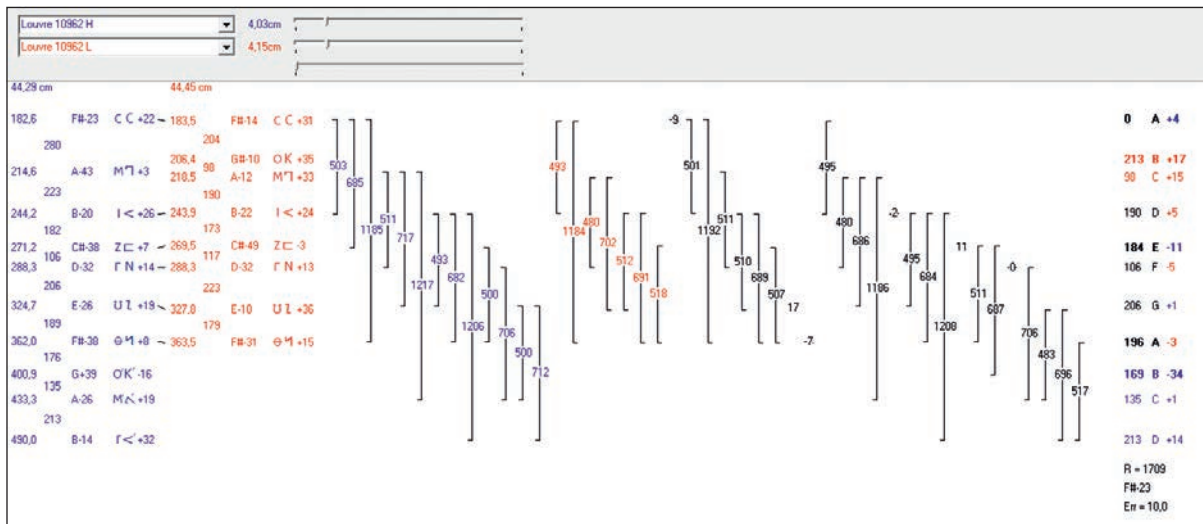 Louvre 10962 H 4,03cm
Louvre 10962 L 4,15cm
44,29 cm 44,45 cm
182,6 F#-23 C C +22 183,5 F#-14 C C +31 -9 0 A +4
280 204
206,4 G#-10 O K +35 213 B +17
503 98 493 501 495
214,6 A-43 M ㄱ +3 210,5 A-12 M ㄱ +33 90 C +15
685 223 190
244,2 B-20 I < +26 243,9 B-22 I < +24 -2 190 D +5
511 480 511 480
1185 182 173 1184 1192
717 702 686
271,2 C#-38 Z ⊏ +7 269,5 C#-49 Z ⊏ -3 11 184 E -11
493 106 117 512 510 495
288,3 D-32 Γ N +14 288,3 D-32 Γ N +13 -0 106 F -5
682 691 689 684
1217 206 223 518 507 1186
500 511 687
324,7 E-26 +19 327,0 E-10 +36 17 206 G +1
1206 189 179 1208
706 706
362,0 F#-38 +8 363,5 F#-31 +15 -7 196 A -3
500 176 483
712 696
400,9 G+39 O'K' -16 169 B -34
135 517
433,3 A-26 +19 135 C +1
213
490,0 B-14 +32 213 D +14
R = 1709
F#-23
Err = 10,0